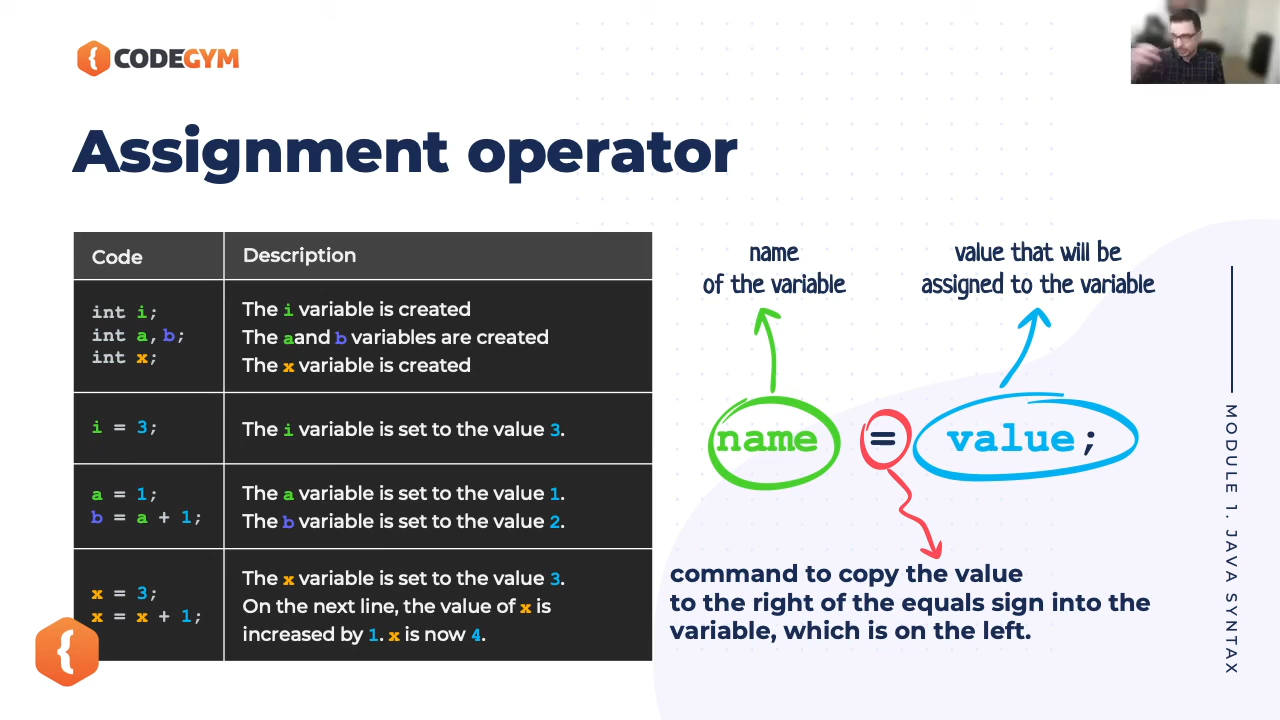 CODEGYM
Assignment operator
Code
Description
int i;
int a, b;
int x;
The i variable is created
The aand b variables are created
The x variable is created
i = 3;
The i variable is set to the value 3.
a = 1;
b = a + 1;
The a variable is set to the value 1.
The b variable is set to the value 2.
x = 3;
x = x + 1;
The x variable is set to the value 3.
On the next line, the value of x is
increased by 1. x is now 4.
name
of the variable
value that will be
assigned to the variable
name = value;
command to copy the value
to the right of the equals sign into the
variable, which is on the left.
MODULE 1. JAVA SYNTAX